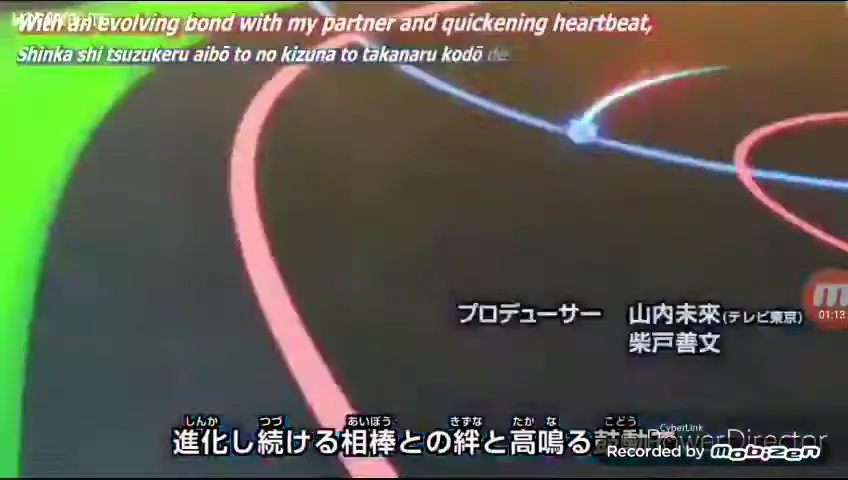 With an evolving bond with my partner and quickening heartbeat,
Shinka shi tsuzukeru aibō to no kizuna to takanaru kodō de
プロデューサー 山内未來(テレビ東京)
柴戸善文
01:13
しんか つづ あいぼう きずな たか な こどう
進化し続ける相棒との絆と高鳴る鼓動で
CyberLink
PowerDirector
Recorded by mobizen